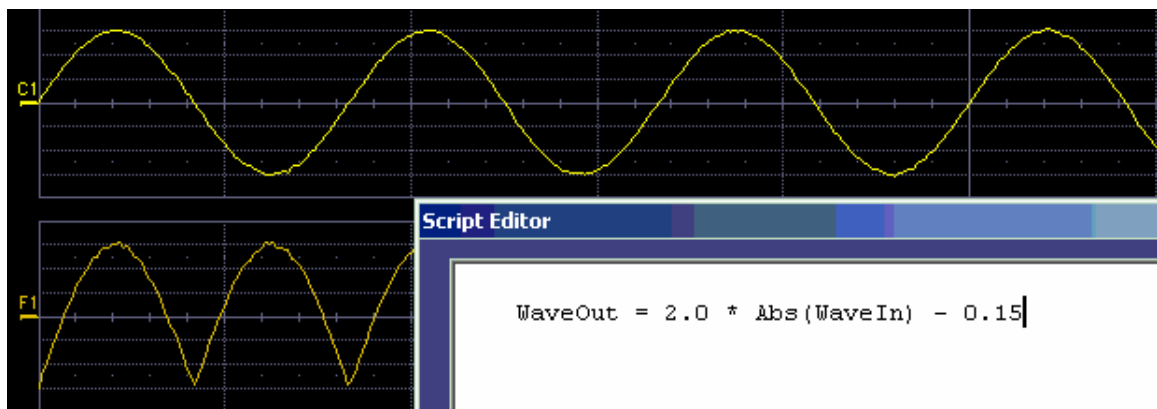 C1
Script Editor
F1
WaveOut = 2.0 * Abs(WaveIn) - 0.15